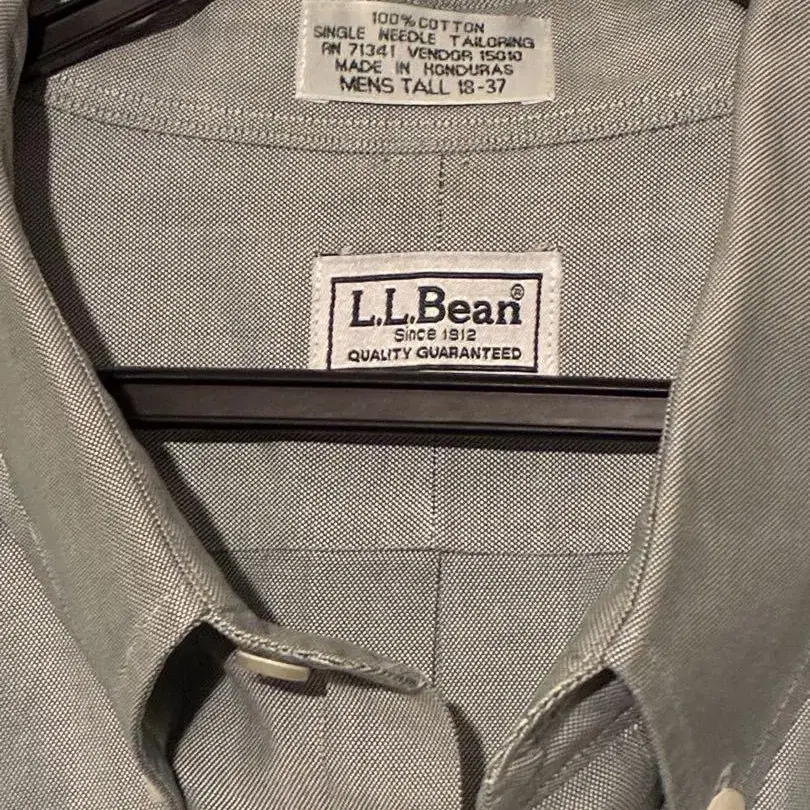 100% COTTON
SINGLE NEEDLE TAILORING
RN 71341 VENDOR 15010
MADE IN HONDURAS
MENS TALL 18-37
L.L.Bean®
Since 1912
QUALITY GUARANTEED